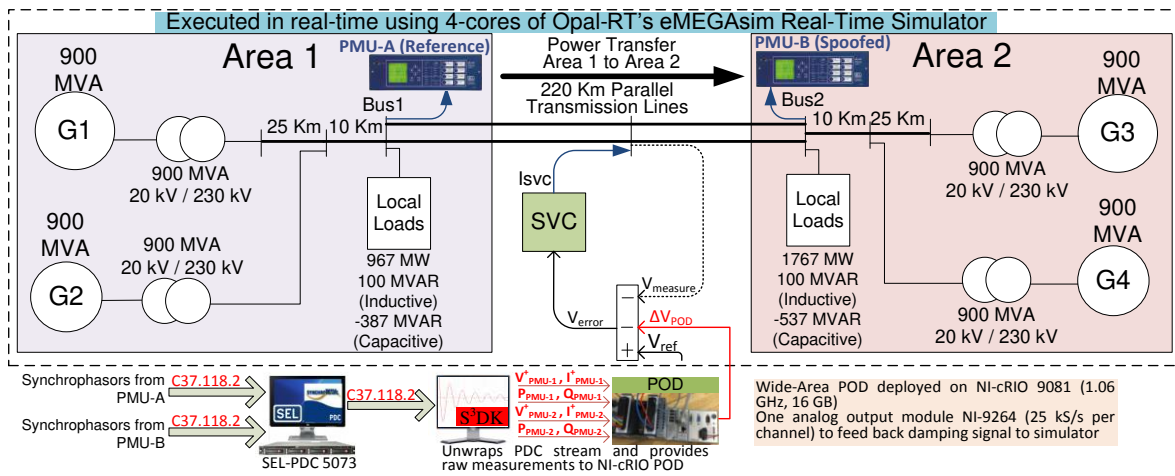 Executed in real-time using 4-cores of Opal-RT's eMEGAsim Real-Time Simulator
Area 1
PMU-A (Reference)
900
MVA
G1
25 Km
10 Km
Bus1
900 MVA
20 kV / 230 kV
900
MVA
G2
900 MVA
20 kV / 230 kV
Local
Loads
967 MW
100 MVAR
(Inductive)
-387 MVAR
(Capacitive)
Power Transfer
Area 1 to Area 2
220 Km Parallel
Transmission Lines
Isvc
SVC
Vmeasure
Verror
ΔVPOD
Vref
−
−
+
PMU-B (Spoofed)
Area 2
Bus2
10 Km
25 Km
900
MVA
G3
900 MVA
20 kV / 230 kV
Local
Loads
1767 MW
100 MVAR
(Inductive)
-537 MVAR
(Capacitive)
900
MVA
G4
900 MVA
20 kV / 230 kV
Synchrophasors from
PMU-A
C37.118.2
Synchrophasors from
PMU-B
C37.118.2
SEL
PDC
SEL-PDC 5073
C37.118.2
S3DK
Unwraps PDC stream and provides
raw measurements to NI-cRIO POD
V+PMU-1 , I+PMU-1
PPMU-1 , QPMU-1
V+PMU-2 , I+PMU-2
PPMU-2 , QPMU-2
POD
Wide-Area POD deployed on NI-cRIO 9081 (1.06
GHz, 16 GB)
One analog output module NI-9264 (25 kS/s per
channel) to feed back damping signal to simulator